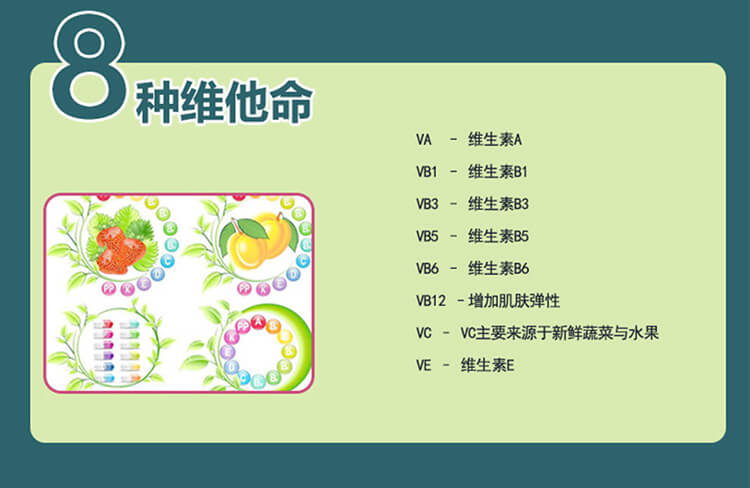 8种维他命
VA - 维生素A
VB1 - 维生素B1
VB3 - 维生素B3
VB5 - 维生素B5
VB6 - 维生素B6
VB12 -增加肌肤弹性
VC - VC主要来源于新鲜蔬菜与水果
VE - 维生素E